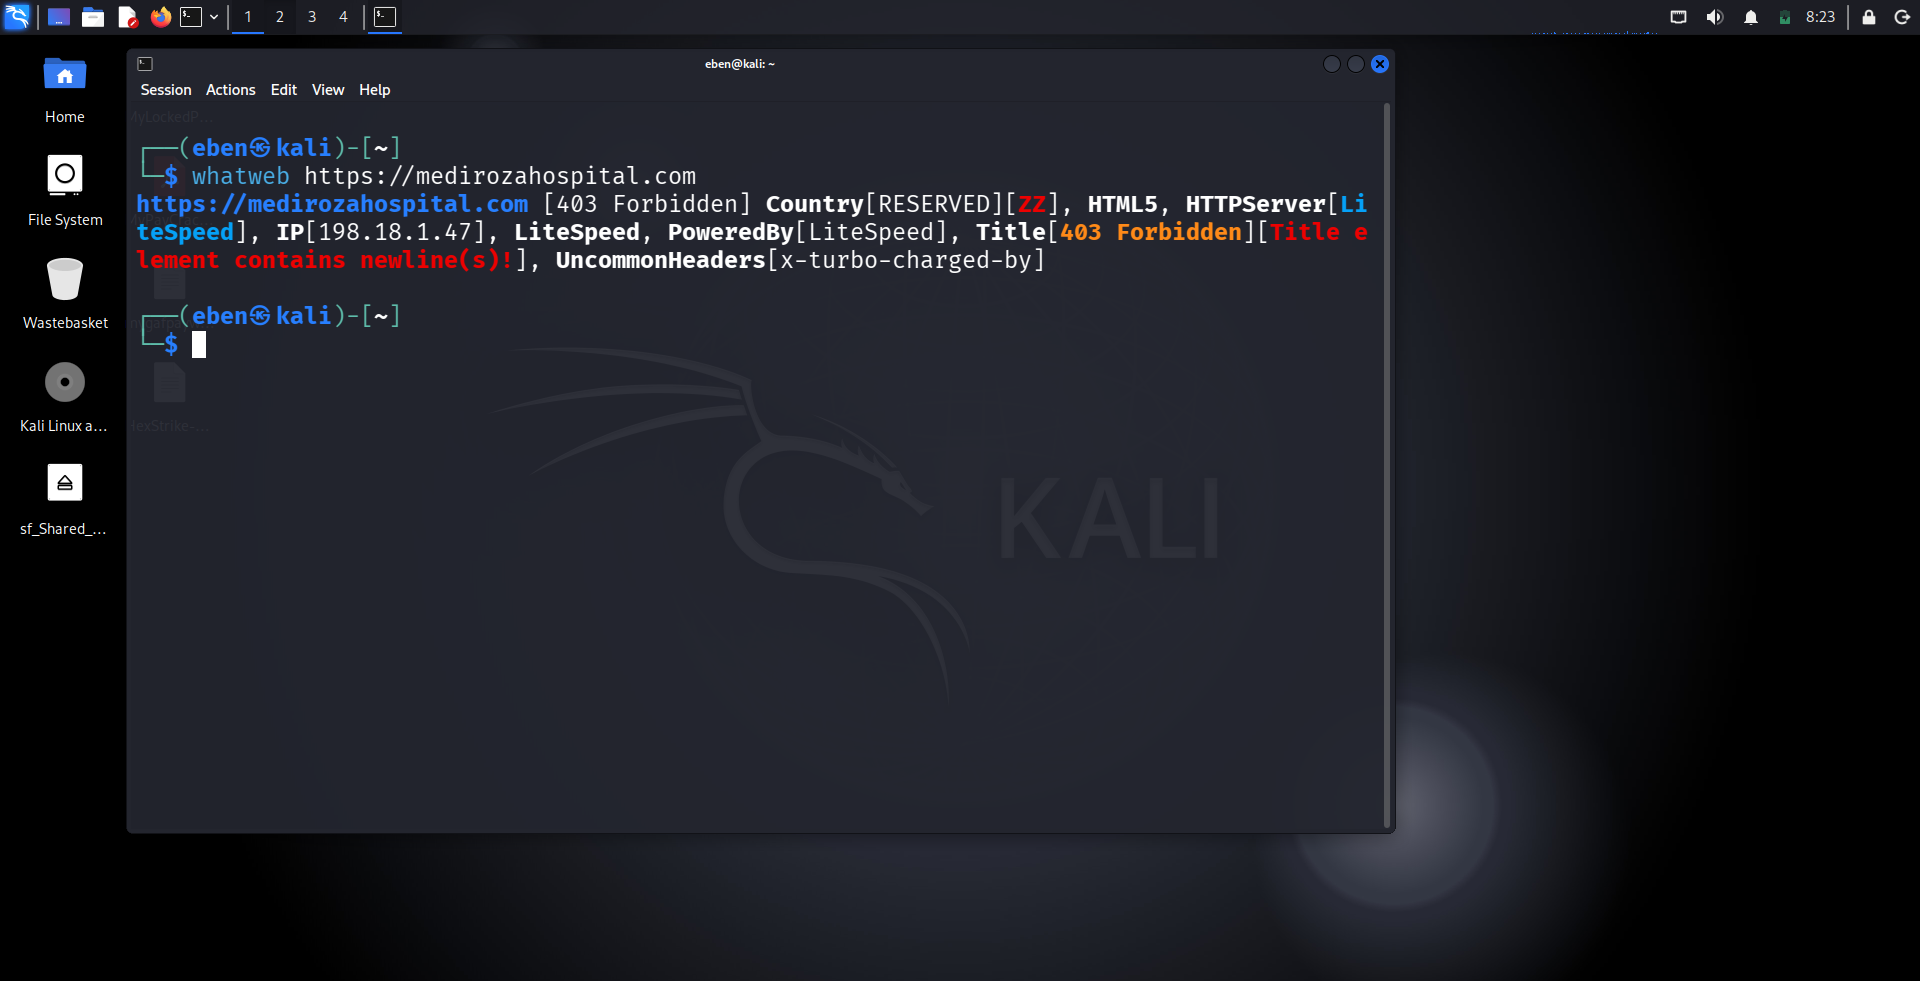 1 2 3 4
8:23
eben@kali: ~
Session Actions Edit View Help
Home
File System
Wastebasket
Kali Linux a...
sf_Shared_...
┌──(eben㉿kali)-[~]
└─$ whatweb https://medirozahospital.com
https://medirozahospital.com [403 Forbidden] Country[RESERVED][ZZ], HTML5, HTTPServer[Li
teSpeed], IP[198.18.1.47], LiteSpeed, PoweredBy[LiteSpeed], Title[403 Forbidden][Title e
lement contains newline(s)!], UncommonHeaders[x-turbo-charged-by]
┌──(eben㉿kali)-[~]
└─$
KALI